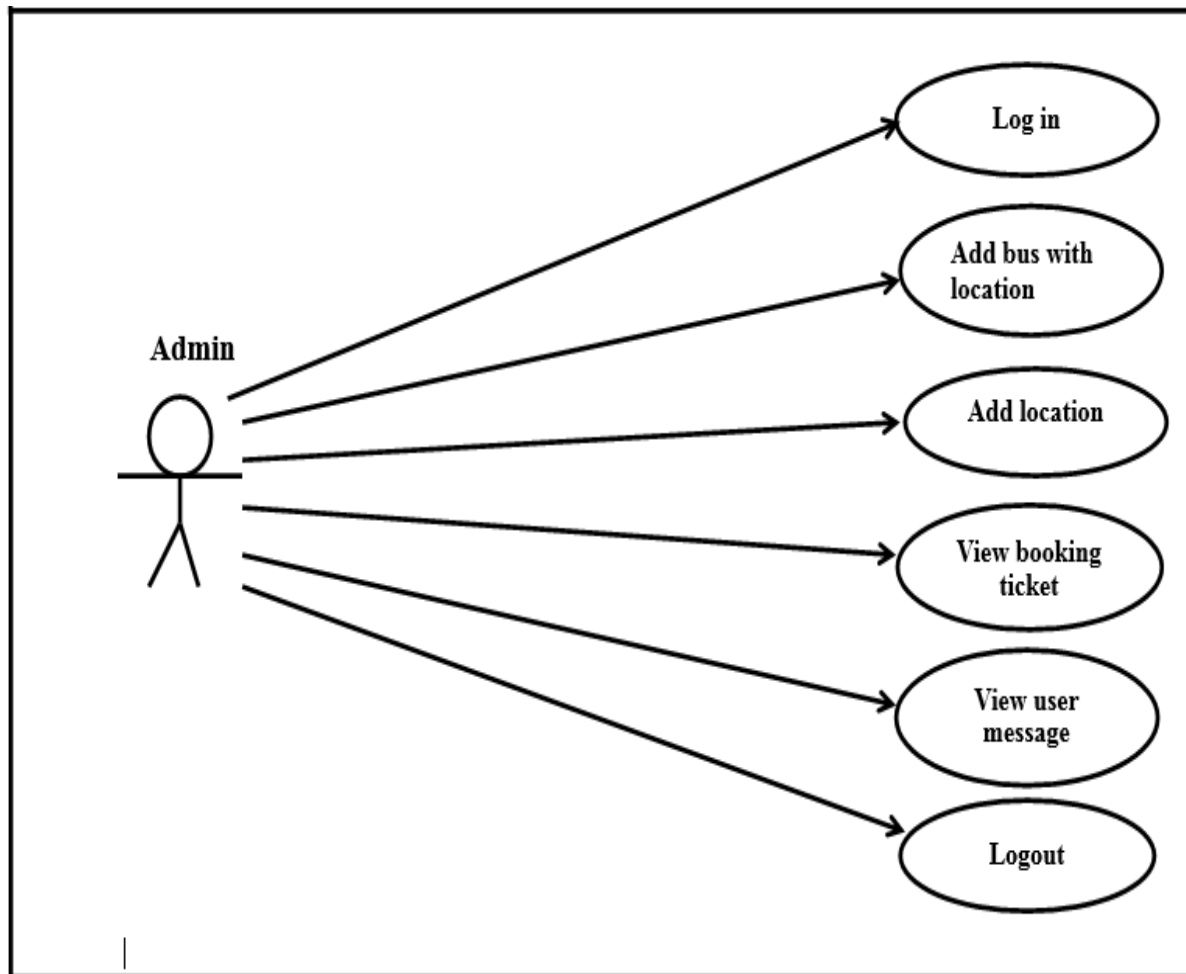 Log in
Add bus with
location
Admin
Add location
View booking
ticket
View user
message
Logout